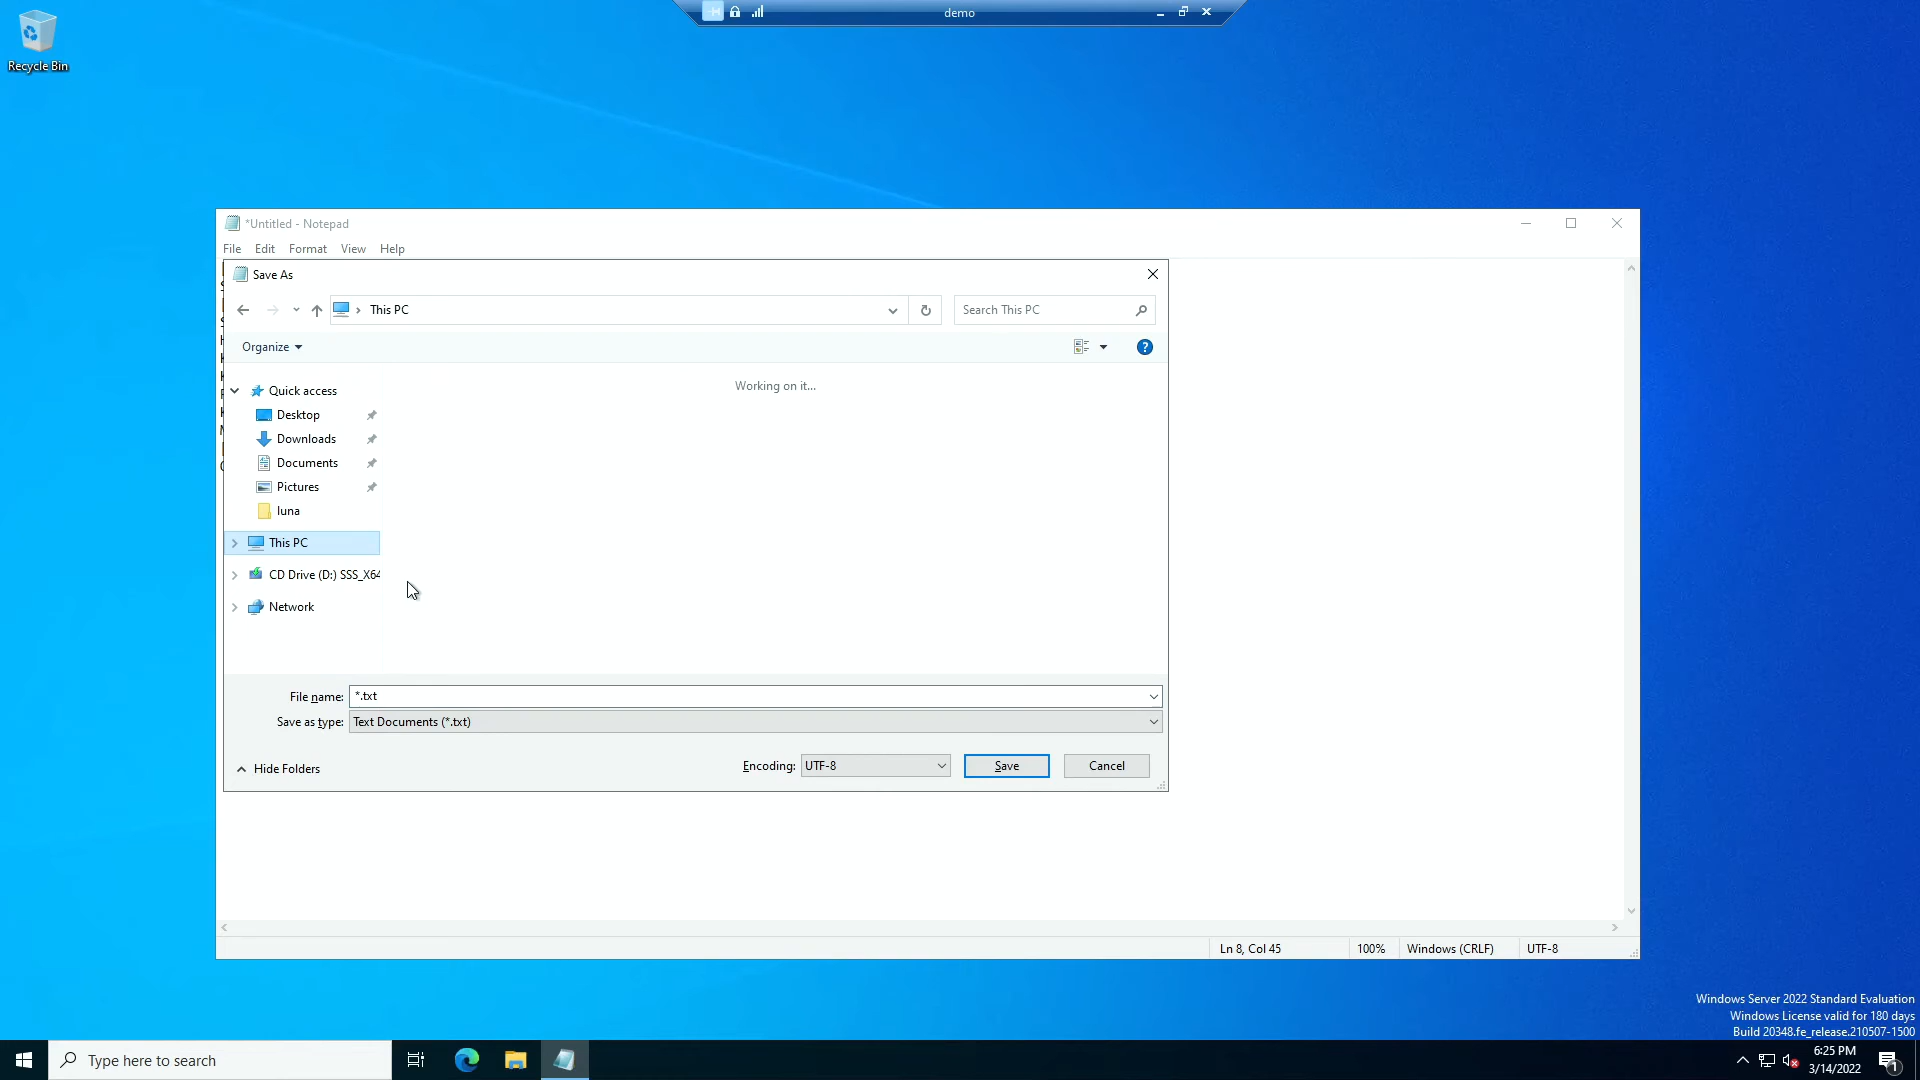 demo
Recycle Bin
*Untitled - Notepad
File Edit Format View Help
Save As
This PC
Search This PC
Organize
Working on it...
Quick access
Desktop
Downloads
Documents
Pictures
luna
This PC
CD Drive (D:) SSS_X64
Network
File name: *.txt
Save as type: Text Documents (*.txt)
Hide Folders
Encoding: UTF-8 Save Cancel
Ln 8, Col 45 100% Windows (CRLF) UTF-8
Windows Server 2022 Standard Evaluation
Windows License valid for 180 days
Build 20348.fe_release.210507-1500
Type here to search
6:25 PM
3/14/2022
1